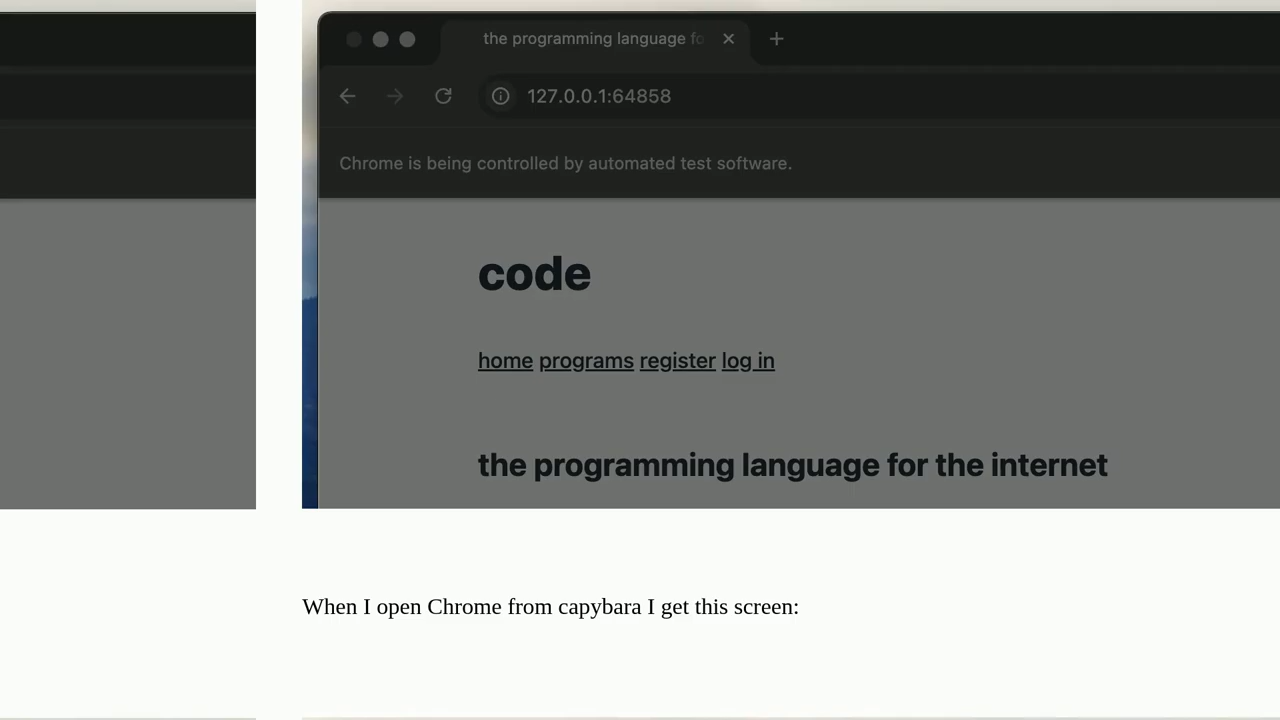 the programming language fo
127.0.0.1:64858
Chrome is being controlled by automated test software.
code
home programs register log in
the programming language for the internet
When I open Chrome from capybara I get this screen: